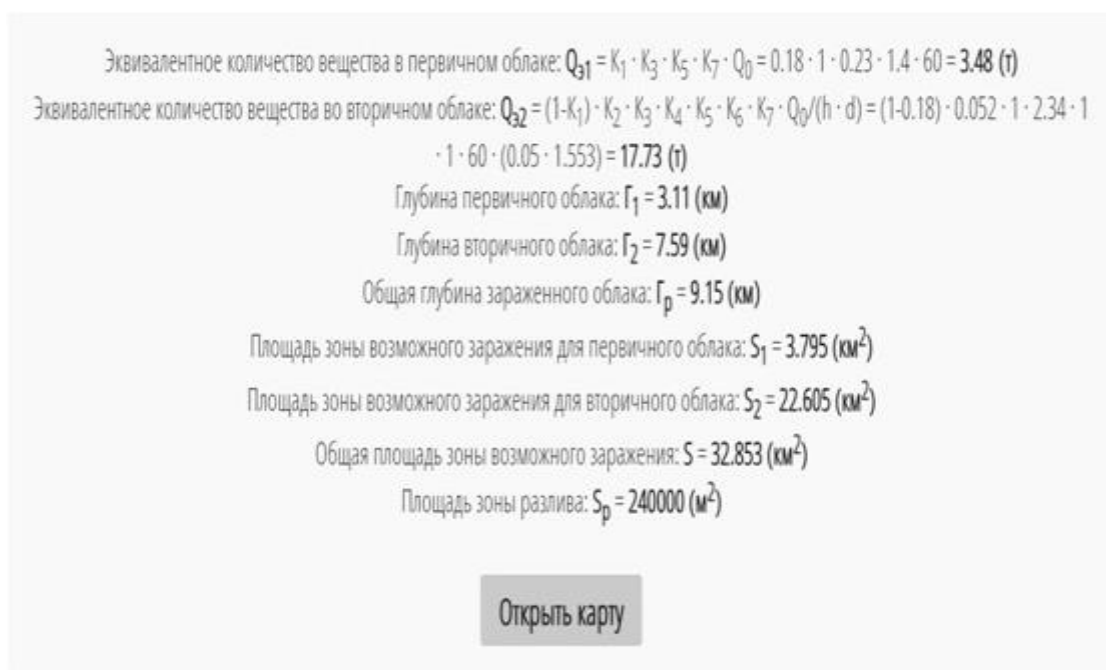 Эквивалентное количество вещества в первичном облаке: Qэ1 = K1 · K3 · K5 · K7 · Q0 = 0.18 · 1 · 0.23 · 1.4 · 60 = 3.48 (т)
Эквивалентное количество вещества во вторичном облаке: Qэ2 = (1-K1) · K2 · K3 · K4 · K5 · K6 · K7 · Q0/(h · d) = (1-0.18) · 0.052 · 1 · 2.34 · 1
· 1 · 60 · (0.05 · 1.553) = 17.73 (т)
Глубина первичного облака: Г1 = 3.11 (км)
Глубина вторичного облака: Г2 = 7.59 (км)
Общая глубина зараженного облака: Гр = 9.15 (км)
Площадь зоны возможного заражения для первичного облака: S1 = 3.795 (км2)
Площадь зоны возможного заражения для вторичного облака: S2 = 22.605 (км2)
Общая площадь зоны возможного заражения: S = 32.853 (км2)
Площадь зоны разлива: Sр = 240000 (м2)
Открыть карту